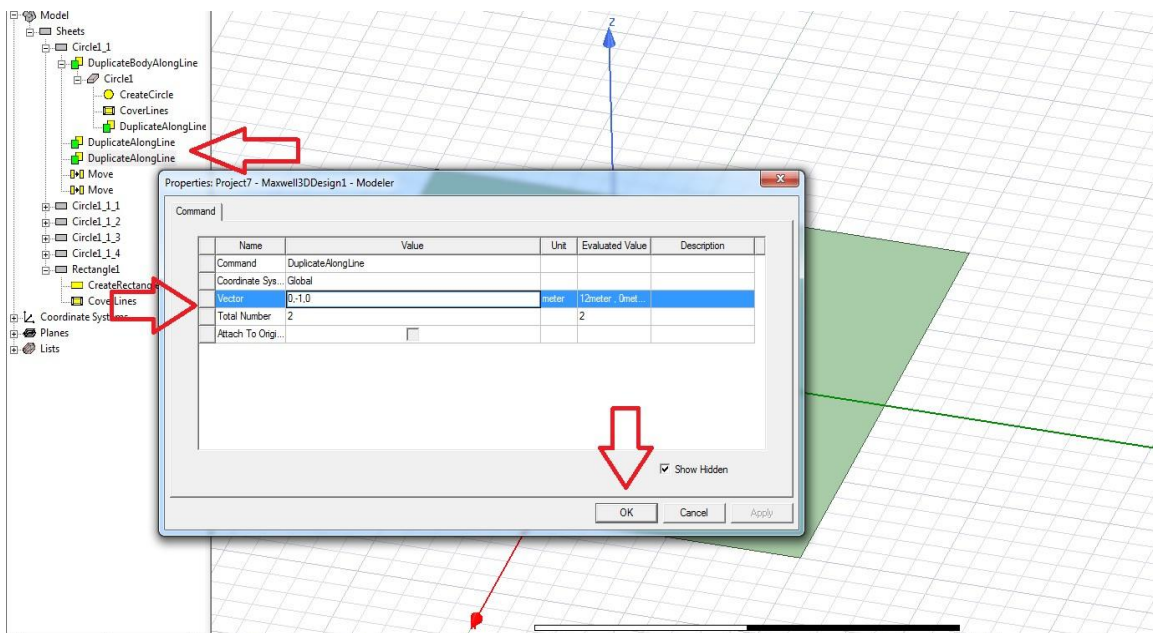 Model
Sheets
Circle1_1
DuplicateBodyAlongLine
Circle1
CreateCircle
CoverLines
DuplicateAlongLine
DuplicateAlongLine
DuplicateAlongLine
Move
Move
Circle1_1_1
Circle1_1_2
Circle1_1_3
Circle1_1_4
Rectangle1
CreateRectangle
CoverLines
Coordinate Systems
Planes
Lists
Z
Properties: Project7 - Maxwell3DDesign1 - Modeler
Command
Name Value Unit Evaluated Value Description
Command DuplicateAlongLine
Coordinate Sys... Global
Vector 0,-1,0 meter 12meter , 0met...
Total Number 2 2
Attach To Origi...
Show Hidden
OK Cancel Apply